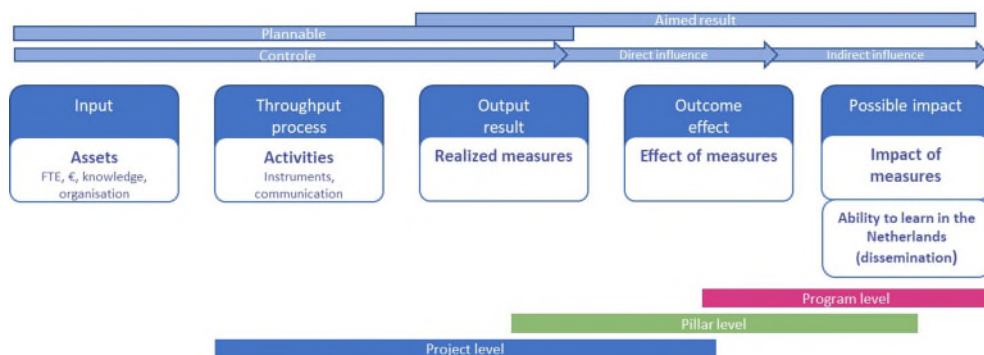 Aimed result
Plannable
Controle
Direct influence
Indirect influence
Input
Assets
FTE, €, knowledge,
organisation
Throughput
process
Activities
Instruments,
communication
Output
result
Realized measures
Outcome
effect
Effect of measures
Possible impact
Impact of
measures
Ability to learn in the
Netherlands
(dissemination)
Program level
Pillar level
Project level